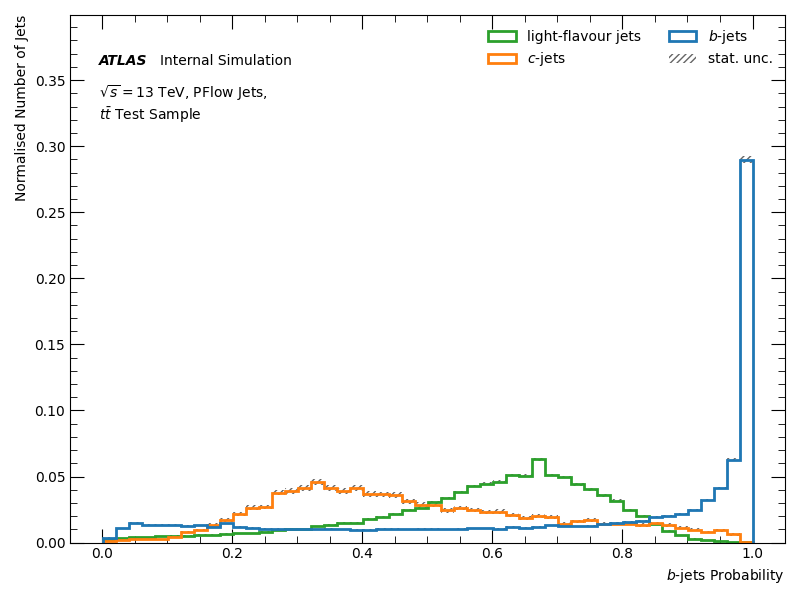 Normalised Number of Jets
ATLAS Internal Simulation
√s = 13 TeV, PFlow Jets,
tt̄ Test Sample
light-flavour jets
c-jets
b-jets
stat. unc.
0.35
0.30
0.25
0.20
0.15
0.10
0.05
0.00
0.0 0.2 0.4 0.6 0.8 1.0
b-jets Probability